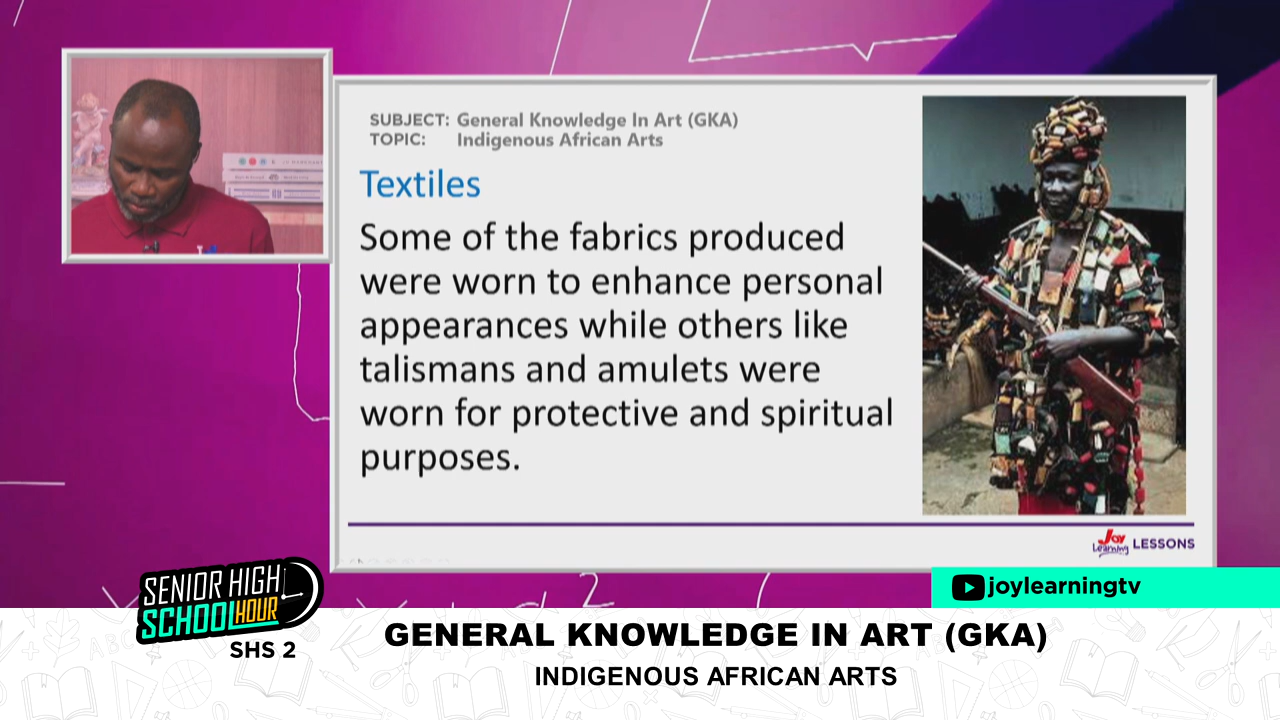 SUBJECT: General Knowledge In Art (GKA)
TOPIC: Indigenous African Arts
Textiles
Some of the fabrics produced
were worn to enhance personal
appearances while others like
talismans and amulets were
worn for protective and spiritual
purposes.
Joy
Learning LESSONS
joylearningtv
SENIOR HIGH
SCHOOL HOUR
SHS 2
GENERAL KNOWLEDGE IN ART (GKA)
INDIGENOUS AFRICAN ARTS